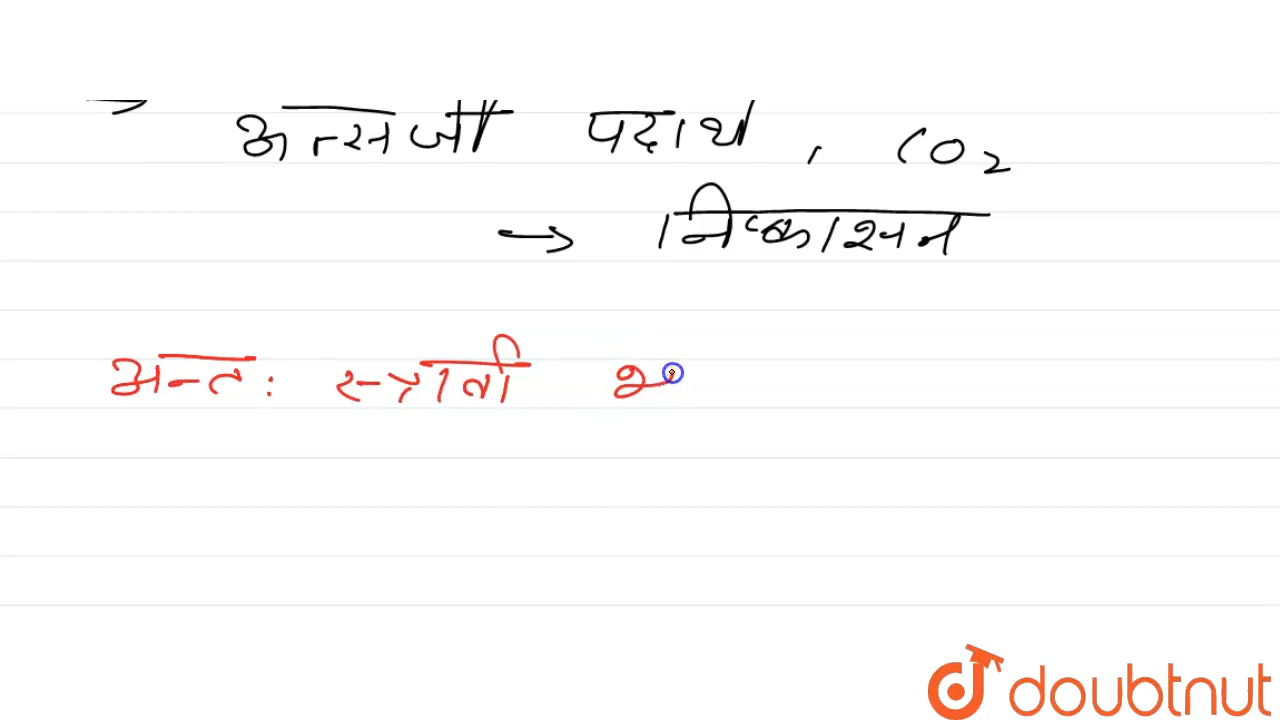 उत्सर्जी पदार्थ , CO₂
→ निष्कासन
अन्तः स्त्रावी
doubtnut